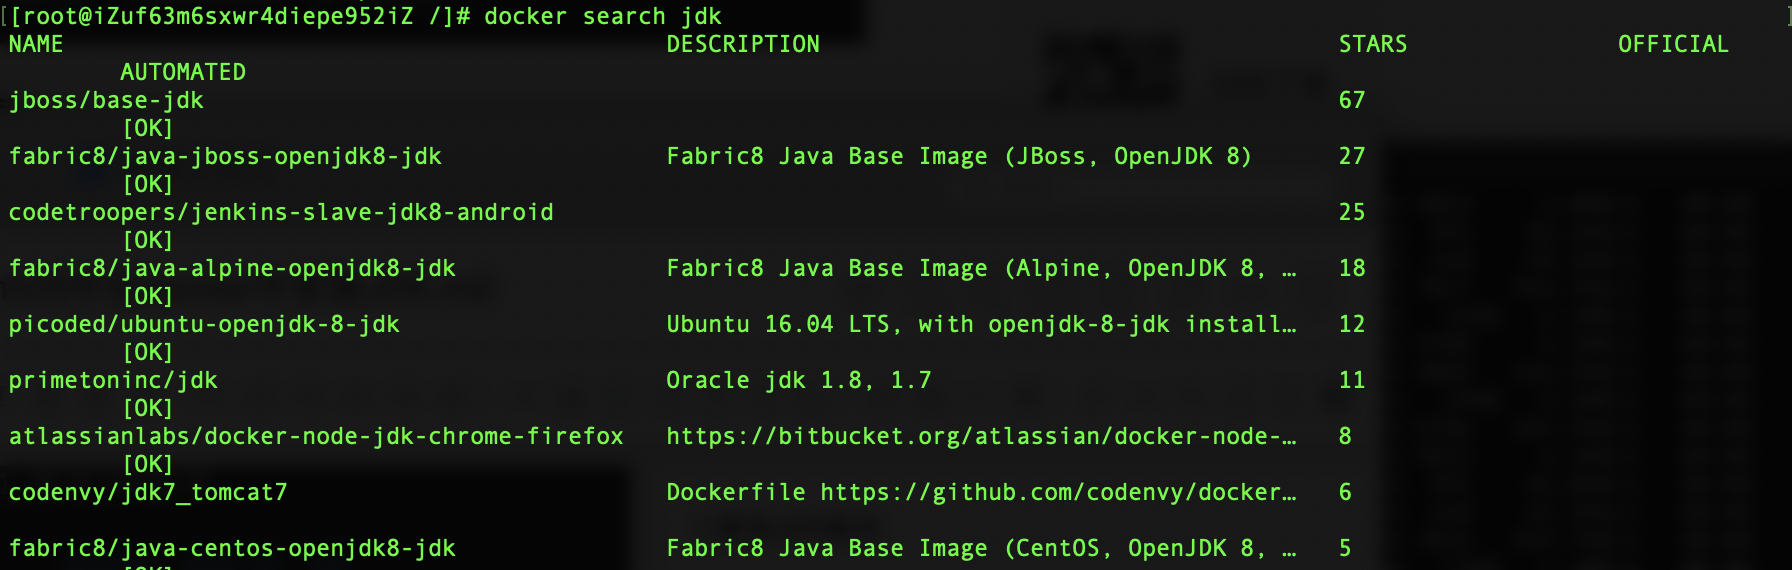 [[root@iZuf63m6sxwr4diepe952iZ /]# docker search jdk ]
NAME DESCRIPTION STARS OFFICIAL
AUTOMATED
jboss/base-jdk 67
[OK]
fabric8/java-jboss-openjdk8-jdk Fabric8 Java Base Image (JBoss, OpenJDK 8) 27
[OK]
codetroopers/jenkins-slave-jdk8-android 25
[OK]
fabric8/java-alpine-openjdk8-jdk Fabric8 Java Base Image (Alpine, OpenJDK 8, … 18
[OK]
picoded/ubuntu-openjdk-8-jdk Ubuntu 16.04 LTS, with openjdk-8-jdk install… 12
[OK]
primetoninc/jdk Oracle jdk 1.8, 1.7 11
[OK]
atlassianlabs/docker-node-jdk-chrome-firefox https://bitbucket.org/atlassian/docker-node-… 8
[OK]
codenvy/jdk7_tomcat7 Dockerfile https://github.com/codenvy/docker… 6
fabric8/java-centos-openjdk8-jdk Fabric8 Java Base Image (CentOS, OpenJDK 8, … 5